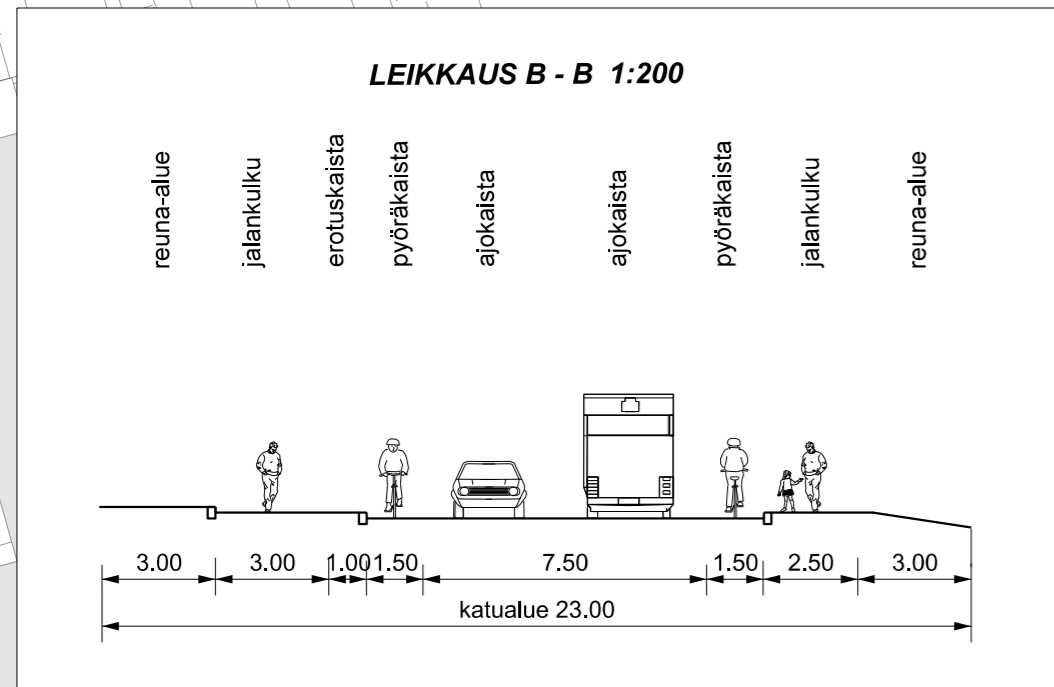 LEIKKAUS B - B 1:200
reuna-alue
jalankulku
erotuskaista
pyöräkaista
ajokaista
ajokaista
pyöräkaista
jalankulku
reuna-alue
3.00 3.00 1.00 1.50 7.50 1.50 2.50 3.00
katualue 23.00